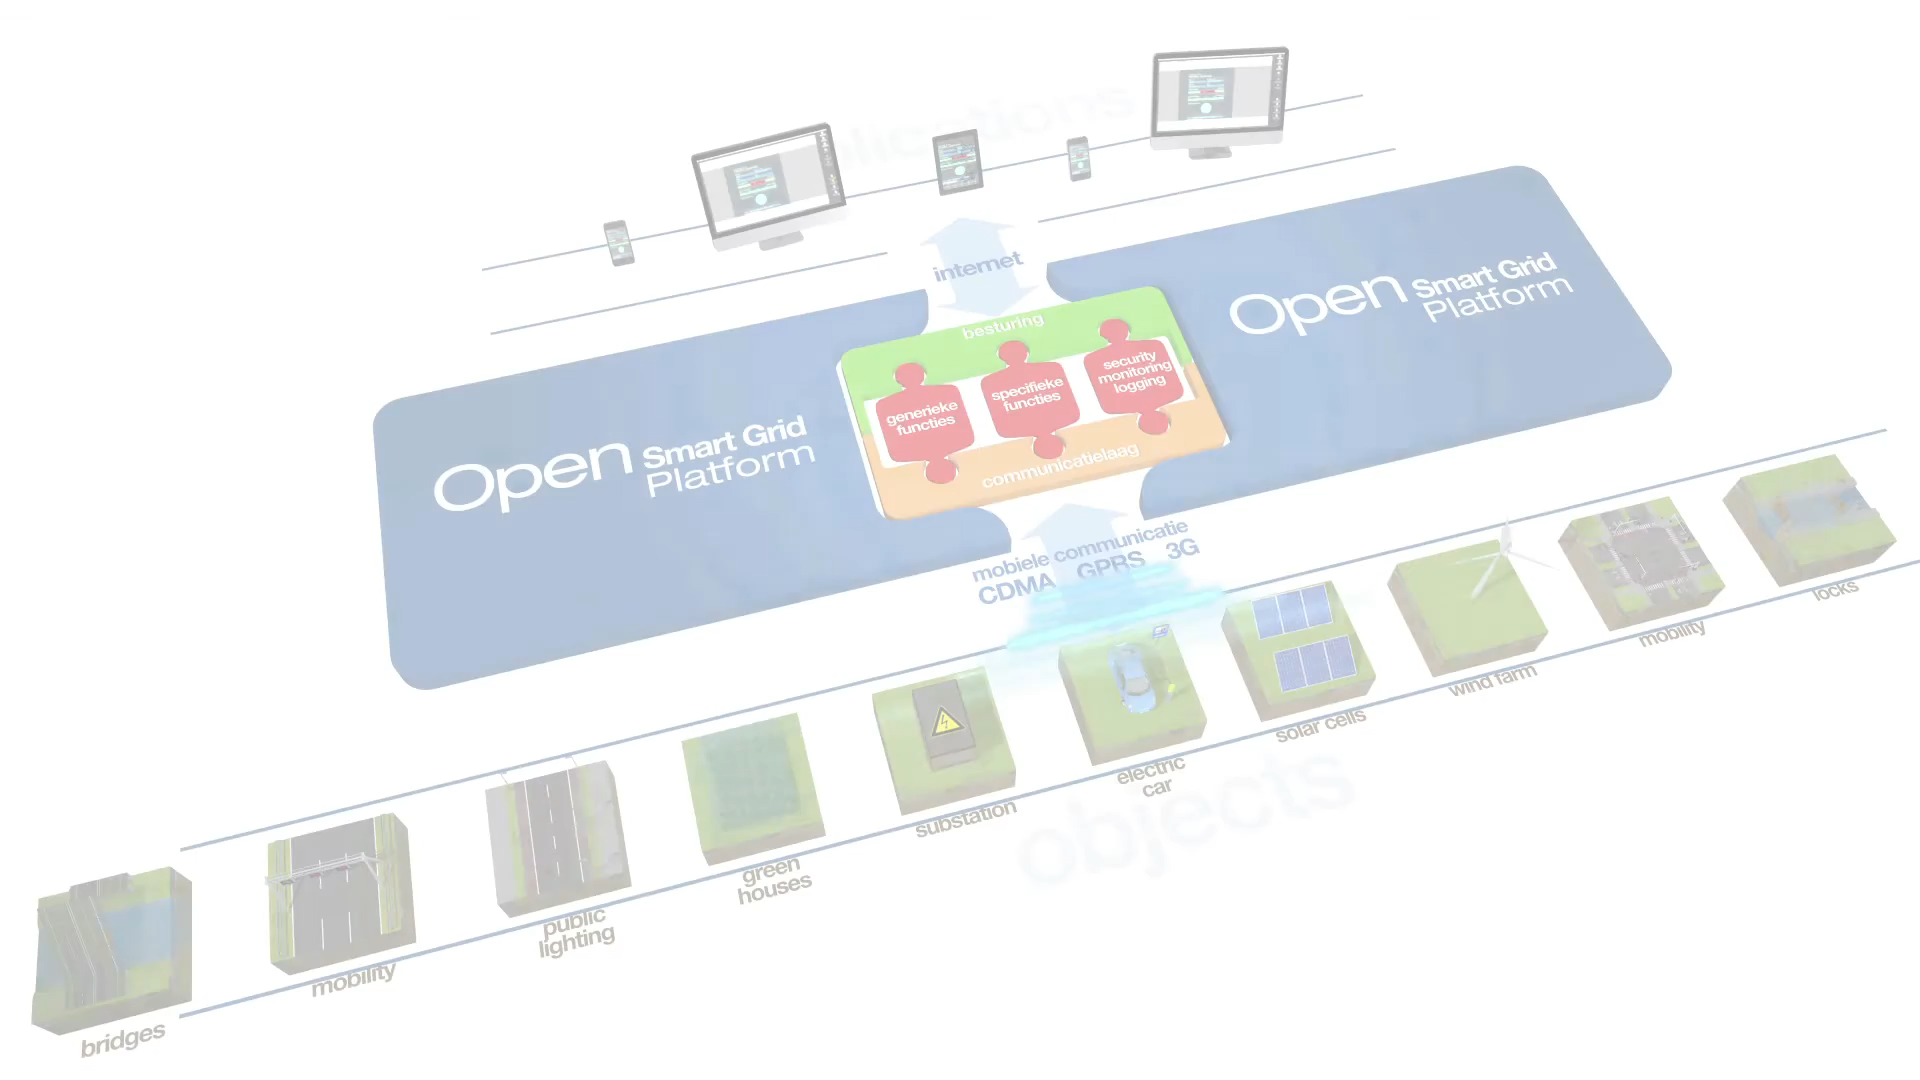 plications
internet
besturing
generieke
functies
specifieke
functies
security
monitoring
logging
communicatielaag
Open Smart Grid
Platform
Open Smart Grid
Platform
mobiele communicatie
CDMA GPRS 3G
bridges
mobility
public
lighting
green
houses
substation
electric
car
solar cells
wind farm
mobility
locks
objects